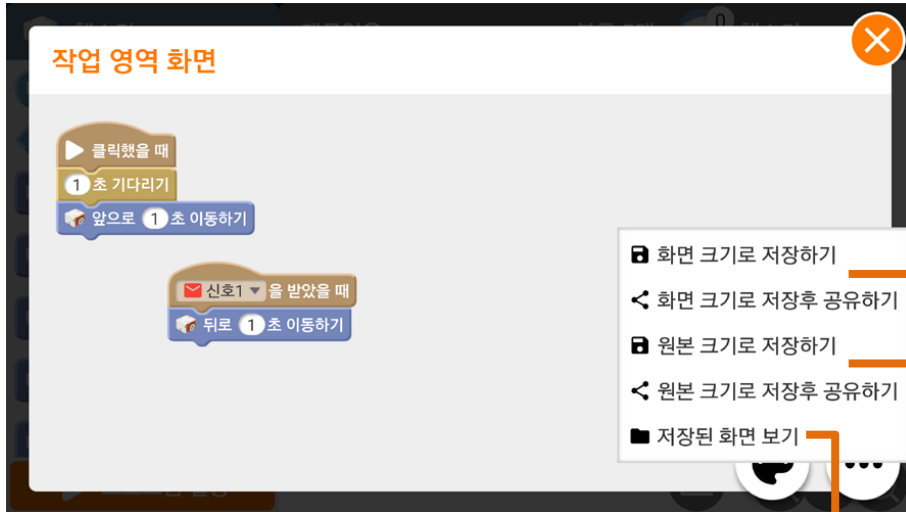 작업 영역 화면
클릭했을 때
1 초 기다리기
앞으로 1 초 이동하기
신호1 을 받았을 때
뒤로 1 초 이동하기
화면 크기로 저장하기
화면 크기로 저장후 공유하기
원본 크기로 저장하기
원본 크기로 저장후 공유하기
저장된 화면 보기